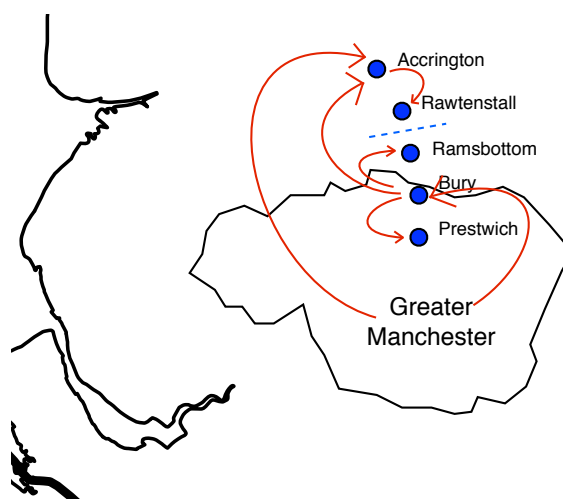 Accrington
Rawtenstall
Ramsbottom
Bury
Prestwich
Greater
Manchester